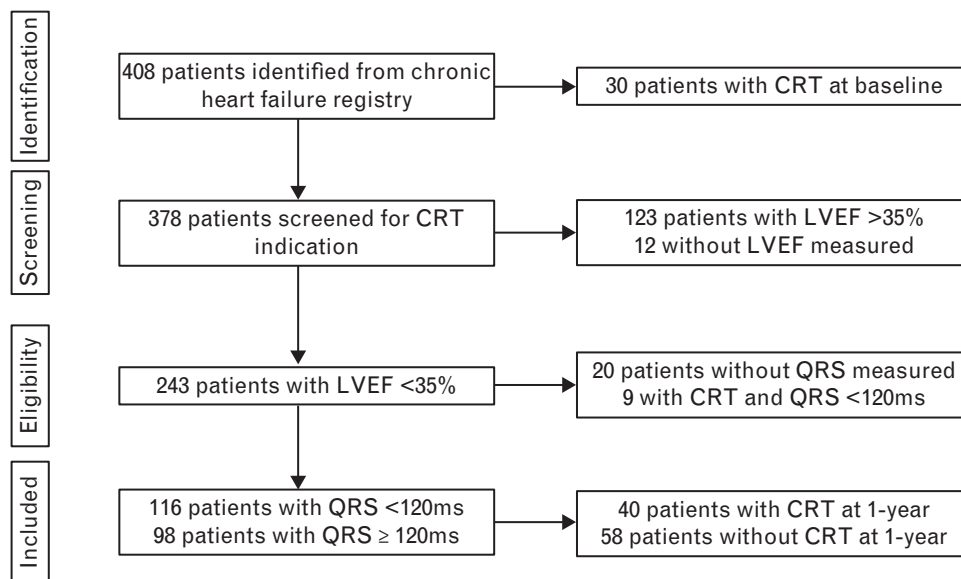 Identification
408 patients identified from chronic
heart failure registry
30 patients with CRT at baseline
Screening
378 patients screened for CRT
indication
123 patients with LVEF >35%
12 without LVEF measured
Eligibility
243 patients with LVEF <35%
20 patients without QRS measured
9 with CRT and QRS <120ms
Included
116 patients with QRS <120ms
98 patients with QRS ≥ 120ms
40 patients with CRT at 1-year
58 patients without CRT at 1-year